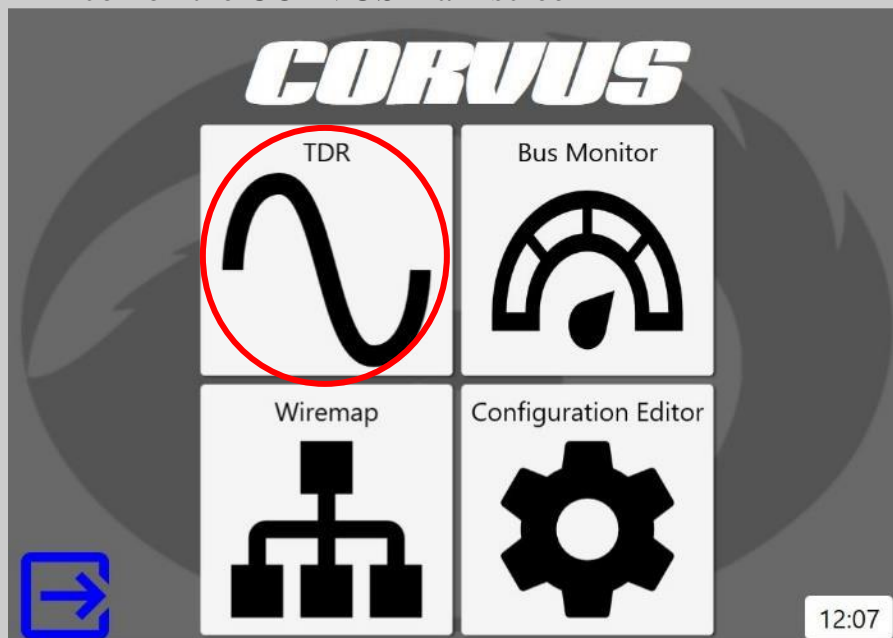 CORVUS
TDR
Bus Monitor
Wiremap
Configuration Editor
12:07